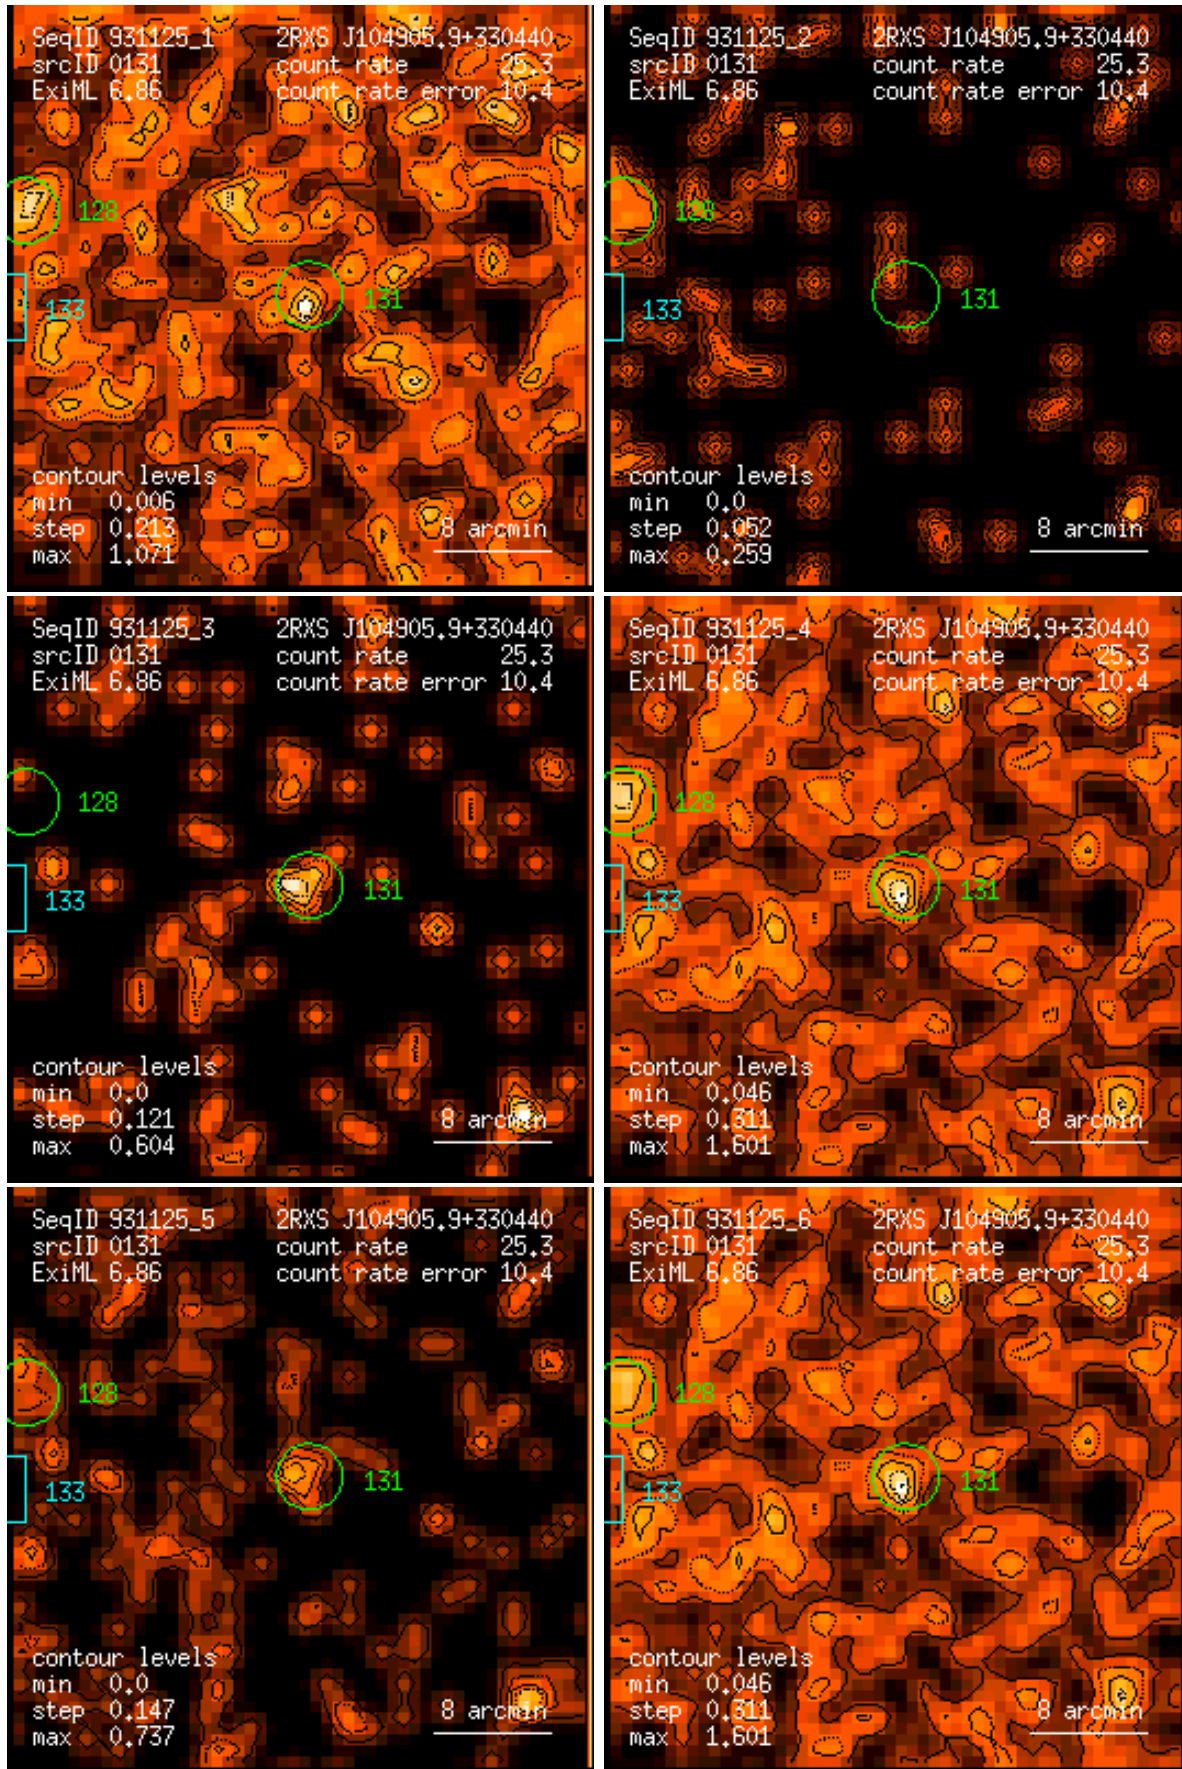 SeqID 931125_1 2RXS J104905.9+330440
srcID 0131 count rate 25.3
ExiML 6.86 count rate error 10.4
128
133
131
contour levels
min 0.006
step 0.213
max 1.071
8 arcmin
SeqID 931125_2 2RXS J104905.9+330440
srcID 0131 count rate 25.3
ExiML 6.86 count rate error 10.4
128
133
131
contour levels
min 0.0
step 0.052
max 0.259
8 arcmin
SeqID 931125_3 2RXS J104905.9+330440
srcID 0131 count rate 25.3
ExiML 6.86 count rate error 10.4
128
133
131
contour levels
min 0.0
step 0.121
max 0.604
8 arcmin
SeqID 931125_4 2RXS J104905.9+330440
srcID 0131 count rate 25.3
ExiML 6.86 count rate error 10.4
128
133
131
contour levels
min 0.046
step 0.311
max 1.601
8 arcmin
SeqID 931125_5 2RXS J104905.9+330440
srcID 0131 count rate 25.3
ExiML 6.86 count rate error 10.4
128
133
131
contour levels
min 0.0
step 0.147
max 0.737
8 arcmin
SeqID 931125_6 2RXS J104905.9+330440
srcID 0131 count rate 25.3
ExiML 6.86 count rate error 10.4
128
133
131
contour levels
min 0.046
step 0.311
max 1.601
8 arcmin